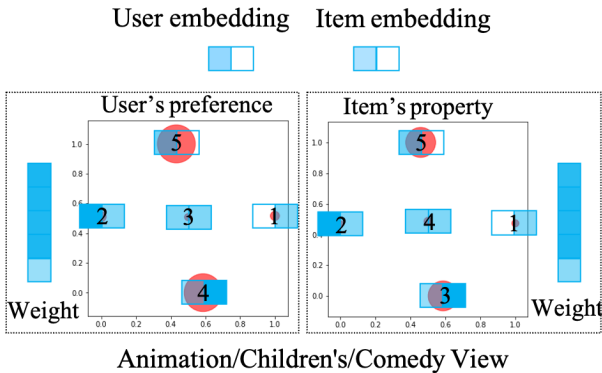 User embedding Item embedding
User's preference Item's property
1.0 5 1.0 5
0.8 0.8
0.6 0.6
2 3 1 2 4 1
0.4 0.4
0.2 0.2
0.0 4 0.0 3
0.0 0.2 0.4 0.6 0.8 1.0 0.0 0.2 0.4 0.6 0.8 1.0
Weight Weight
Animation/Children's/Comedy View